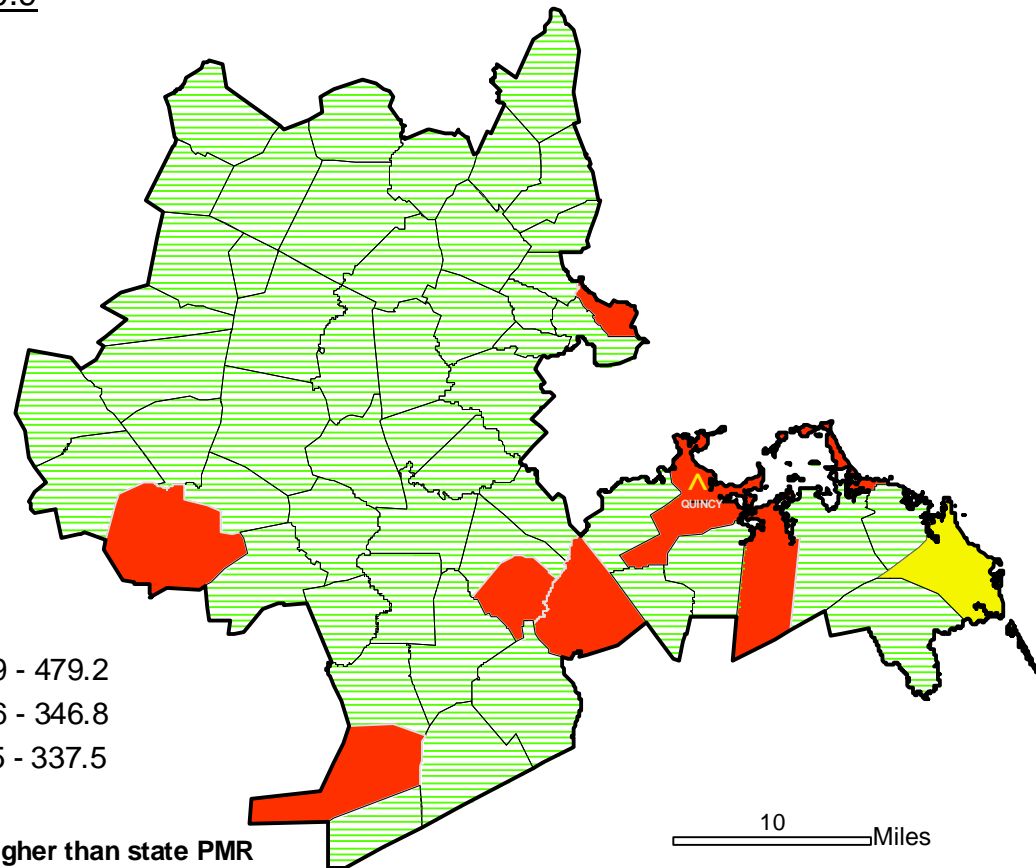 QUINCY
9 - 479.2
6 - 346.8
5 - 337.5
10
Miles
gher than state PMR